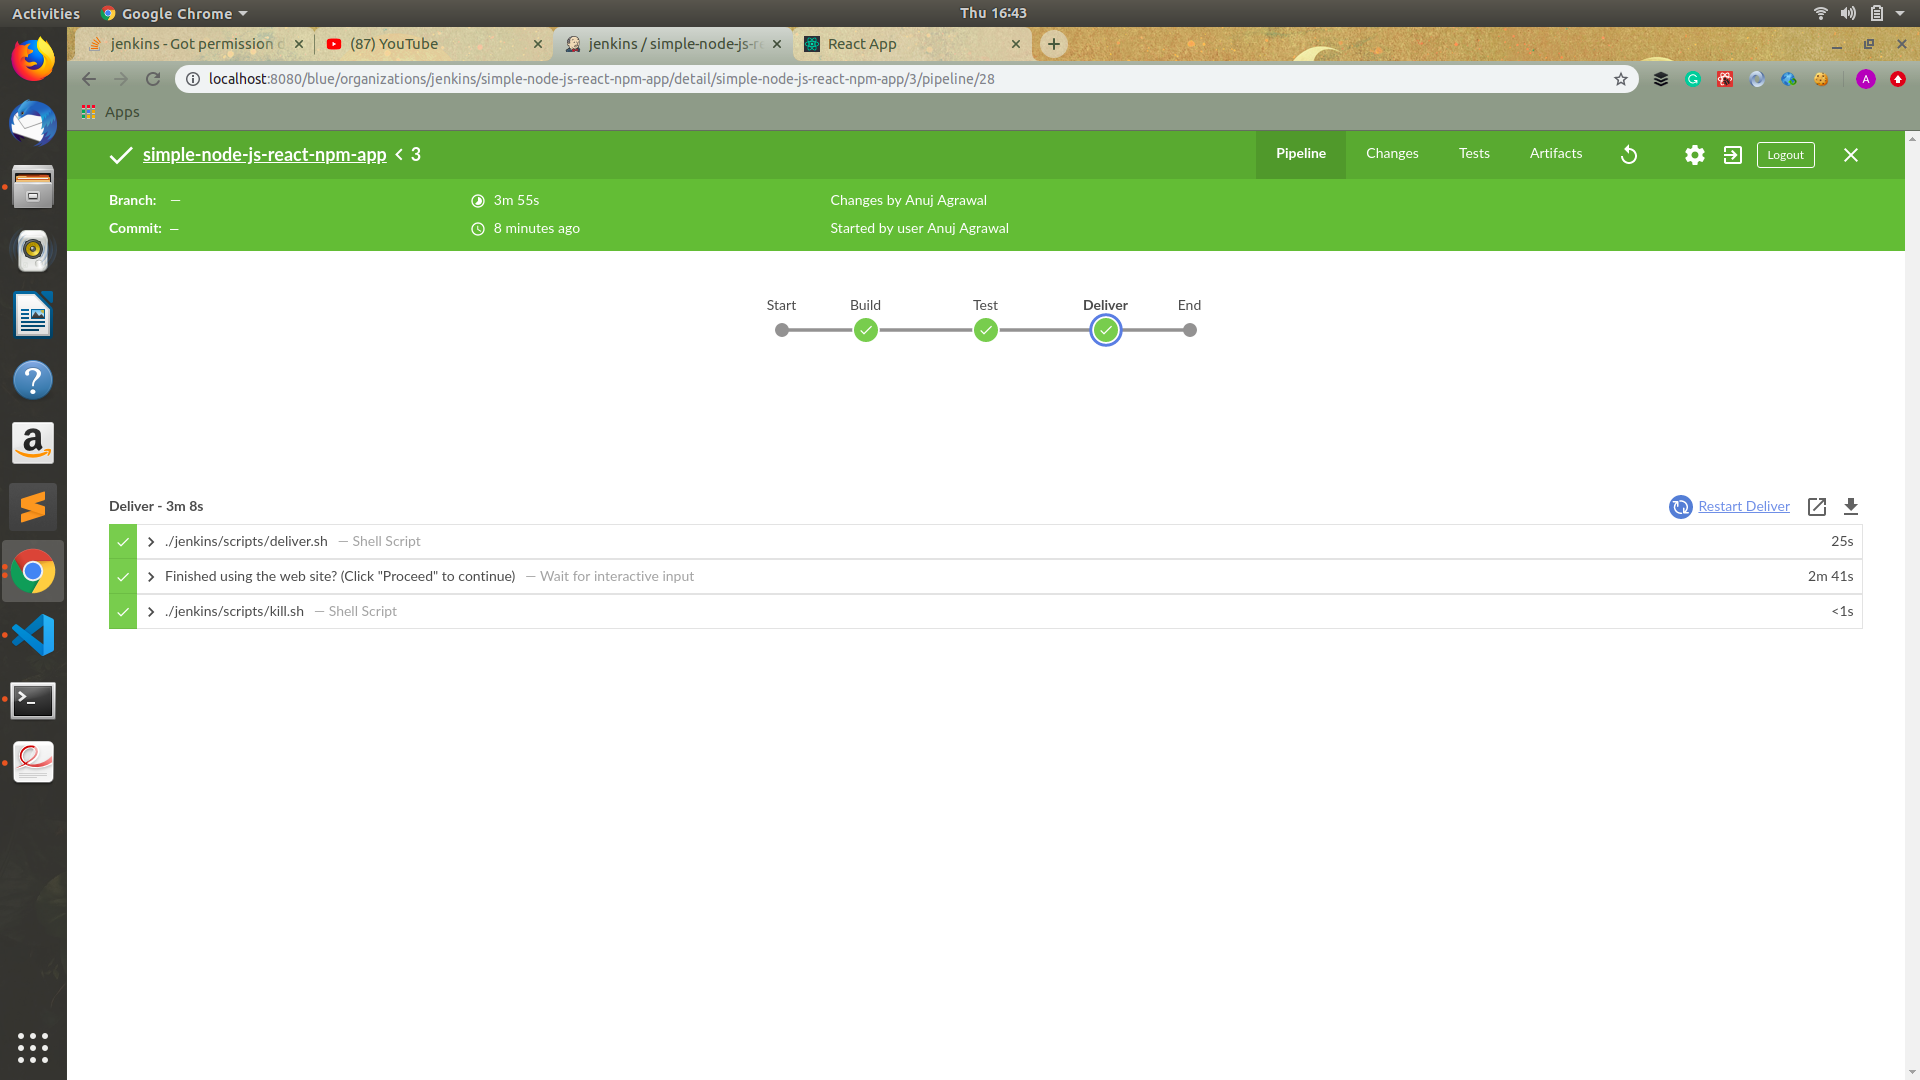 Activities Google Chrome Thu 16:43
jenkins - Got permission (87) YouTube jenkins / simple-node-js-r React App
localhost:8080/blue/organizations/jenkins/simple-node-js-react-npm-app/detail/simple-node-js-react-npm-app/3/pipeline/28
Apps
simple-node-js-react-npm-app < 3 Pipeline Changes Tests Artifacts Logout
Branch: — 3m 55s Changes by Anuj Agrawal
Commit: — 8 minutes ago Started by user Anuj Agrawal
Start Build Test Deliver End
Deliver - 3m 8s Restart Deliver
./jenkins/scripts/deliver.sh — Shell Script 25s
Finished using the web site? (Click "Proceed" to continue) — Wait for interactive input 2m 41s
./jenkins/scripts/kill.sh — Shell Script <1s